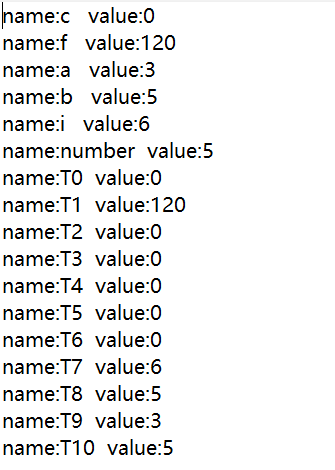 name:c   value:0
name:f   value:120
name:a   value:3
name:b   value:5
name:i   value:6
name:number  value:5
name:T0  value:0
name:T1  value:120
name:T2  value:0
name:T3  value:0
name:T4  value:0
name:T5  value:0
name:T6  value:0
name:T7  value:6
name:T8  value:5
name:T9  value:3
name:T10  value:5